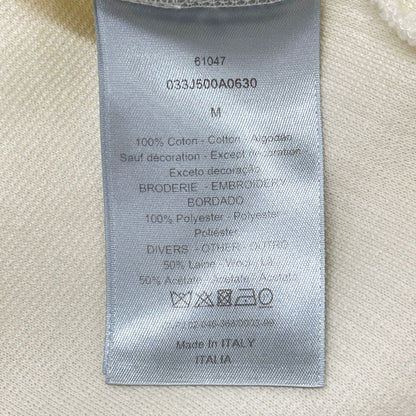 61047
033J500A0630
M
100% Coton - Cotton - Algodão
Sauf décoration - Except decoration
Exceto decoração
BRODERIE - EMBROIDERY
BORDADO
100% Polyester - Polyester
Poliéster
DIVERS - OTHER - OUTRO
50% Laine - Wool - Lã
50% Acétate - Acetate - Acetato
Made In ITALY
ITALIA